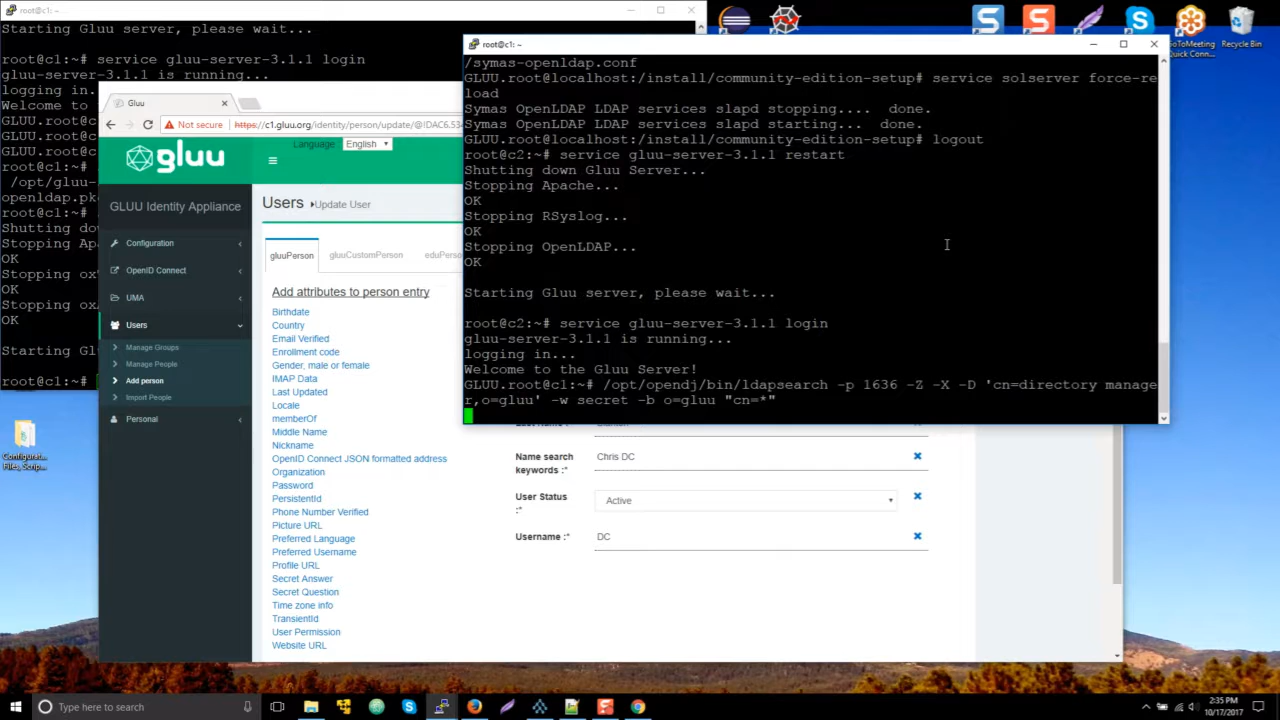 root@c1: ~
Starting Gluu server, please wait...
root@c1:~# service gluu-server-3.1.1 login
gluu-server-3.1.1 is running...
logging in.
Welcome to
GLUU.root@c
GLUU.root@c
GLUU.root@c
/opt/gluu-
openldap.pk
root@c1:~#
Shutting do
Stopping Ap
OK
Stopping ox
OK
Stopping ox
OK
Starting Gl
root@c1:~#
Gluu
Not secure
https://c1.gluu.org/identity/person/update/@!DAC6.53
gluu
Language :
English
GLUU Identity Appliance
Configuration
OpenID Connect
UMA
Users
Manage Groups
Manage People
Add person
Import People
Personal
Users
Update User
gluuPerson
gluuCustomPerson
eduPerso
Add attributes to person entry
Birthdate
Country
Email Verified
Enrollment code
Gender, male or female
IMAP Data
Last Updated
Locale
memberOf
Middle Name
Nickname
OpenID Connect JSON formatted address
Organization
Password
PersistentId
Phone Number Verified
Picture URL
Preferred Language
Preferred Username
Profile URL
Secret Answer
Secret Question
Time zone info
TransientId
User Permission
Website URL
Name search
keywords :*
Chris DC
User Status
:*
Active
Username :*
DC
root@c1: ~
/symas-openldap.conf
GLUU.root@localhost:/install/community-edition-setup# service solserver force-re
load
Symas OpenLDAP LDAP services slapd stopping.... done.
Symas OpenLDAP LDAP services slapd starting... done.
GLUU.root@localhost:/install/community-edition-setup# logout
root@c2:~# service gluu-server-3.1.1 restart
Shutting down Gluu Server...
Stopping Apache...
OK
Stopping RSyslog...
OK
Stopping OpenLDAP...
OK
Starting Gluu server, please wait...
root@c2:~# service gluu-server-3.1.1 login
gluu-server-3.1.1 is running...
logging in...
Welcome to the Gluu Server!
GLUU.root@c1:~# /opt/opendj/bin/ldapsearch -p 1636 -Z -X -D 'cn=directory manage
r,o=gluu' -w secret -b o=gluu "cn=*"
GoToMeeting
Quick Conn...
Recycle Bin
Configurat...
Files, Scrip...
Type here to search
2:35 PM
10/17/2017